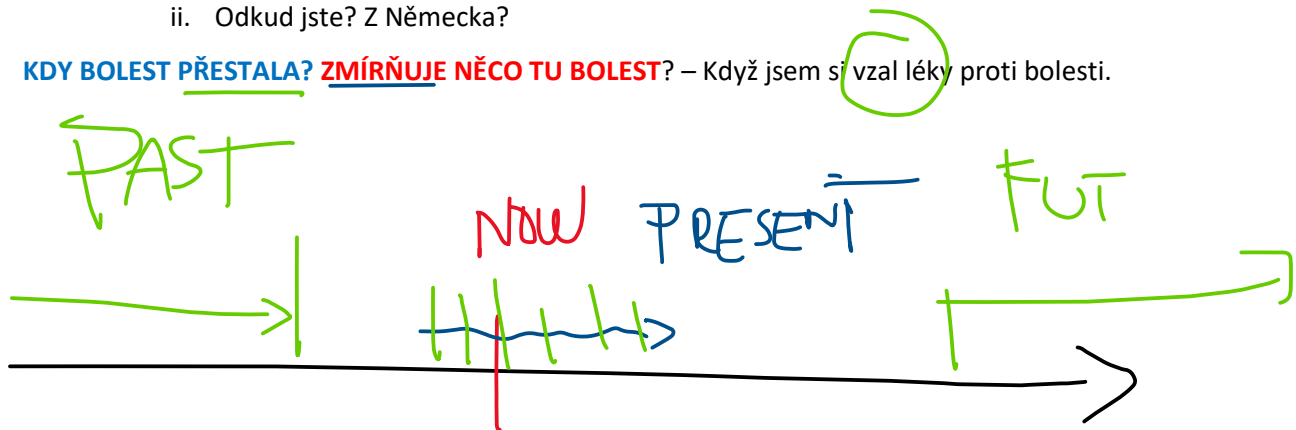 ii. Odkud jste? Z Německa?
KDY BOLEST PŘESTALA? ZMÍRŇUJE NĚCO TU BOLEST? – Když jsem si vzal léky proti bolesti.
PAST
NOW PRESENT
FUT